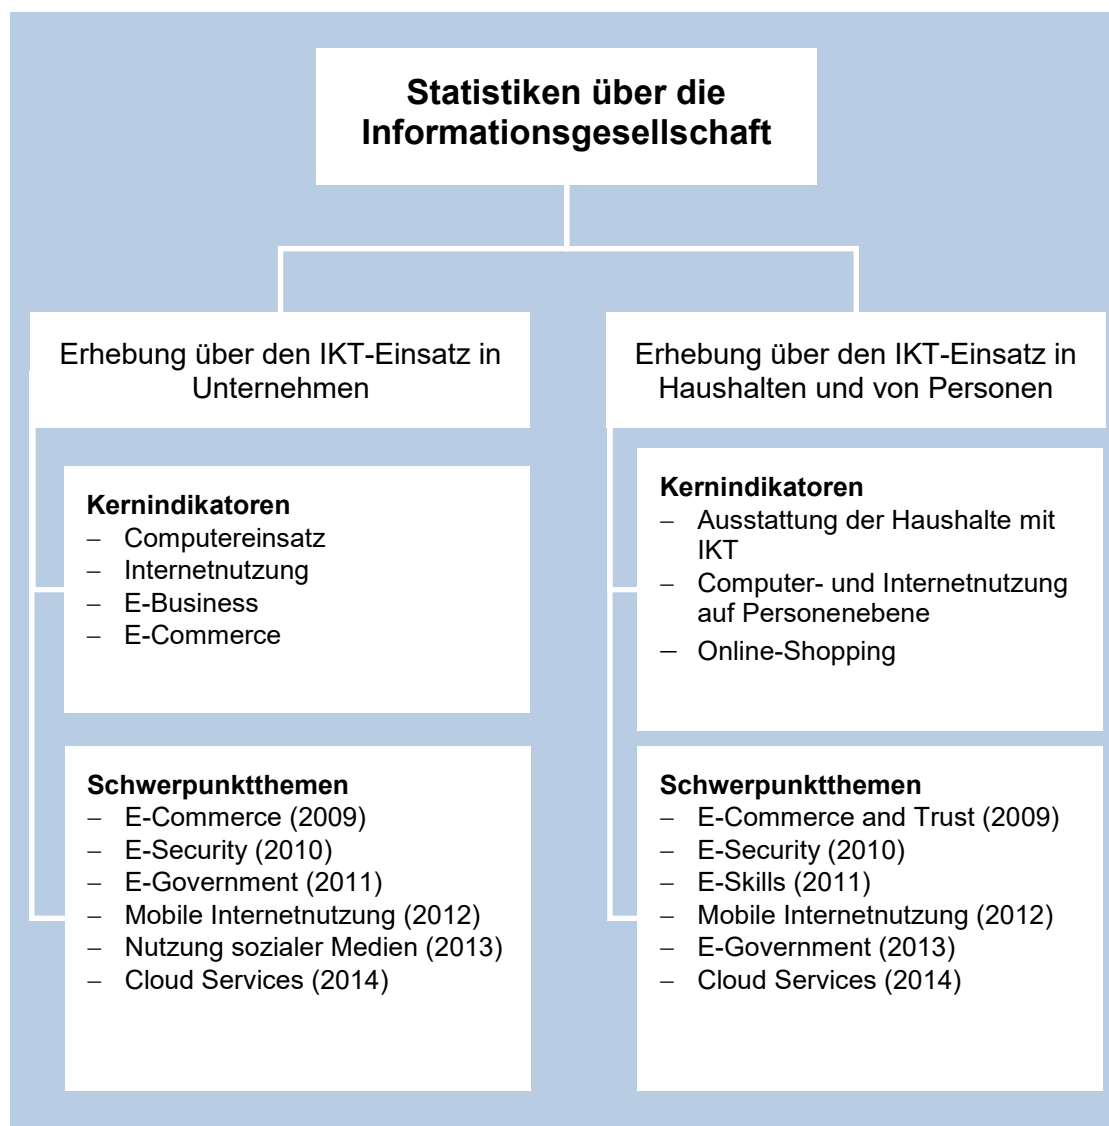 Statistiken über die
Informationsgesellschaft
Erhebung über den IKT-Einsatz in
Unternehmen
Kernindikatoren
– Computereinsatz
– Internetnutzung
– E-Business
– E-Commerce
Schwerpunktthemen
– E-Commerce (2009)
– E-Security (2010)
– E-Government (2011)
– Mobile Internetnutzung (2012)
– Nutzung sozialer Medien (2013)
– Cloud Services (2014)
Erhebung über den IKT-Einsatz in
Haushalten und von Personen
Kernindikatoren
– Ausstattung der Haushalte mit
IKT
– Computer- und Internetnutzung
auf Personenebene
– Online-Shopping
Schwerpunktthemen
– E-Commerce and Trust (2009)
– E-Security (2010)
– E-Skills (2011)
– Mobile Internetnutzung (2012)
– E-Government (2013)
– Cloud Services (2014)